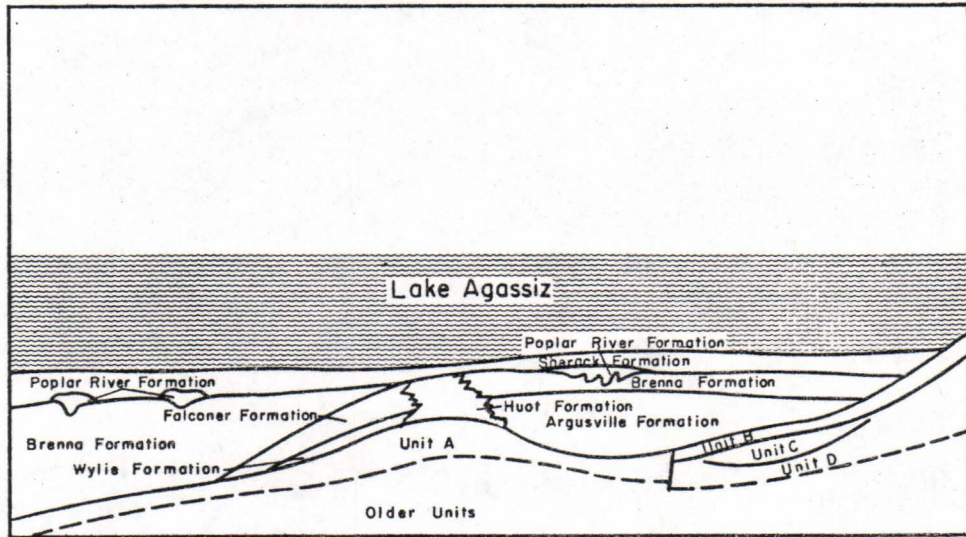 Lake Agassiz
Poplar River Formation
Sherack Formation
Poplar River Formation
Brenna Formation
Falconer Formation
Huot Formation
Argusville Formation
Brenna Formation
Unit A
Unit B
Wylie Formation
Unit C
Unit D
Older Units